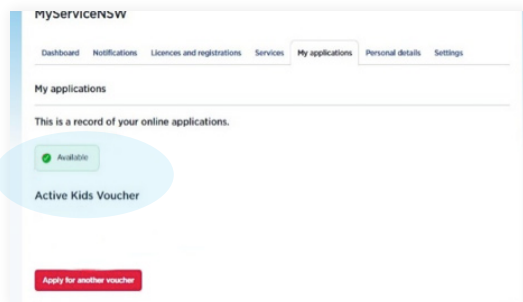 MyServiceNSW
Dashboard Notifications Licences and registrations Services My applications Personal details Settings
My applications
This is a record of your online applications.
Available
Active Kids Voucher
Apply for another voucher